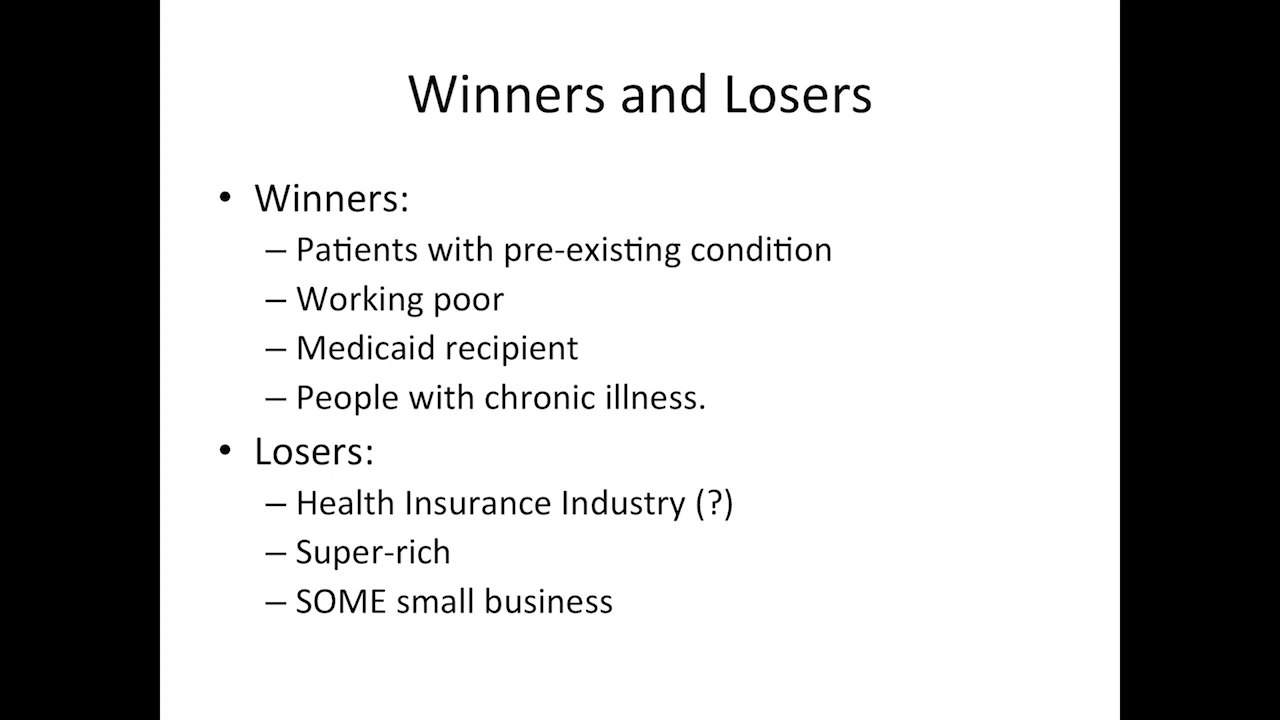 Winners and Losers
• Winners:
– Patients with pre-existing condition
– Working poor
– Medicaid recipient
– People with chronic illness.
• Losers:
– Health Insurance Industry (?)
– Super-rich
– SOME small business